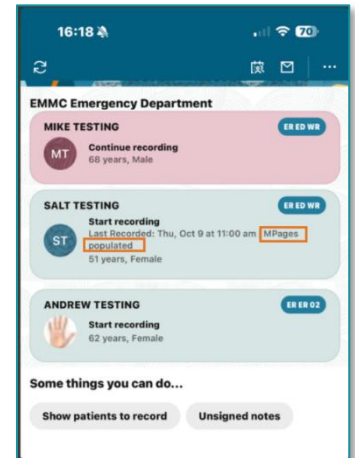 16:18
70
EMMC Emergency Department
MIKE TESTING
ER ED WR
MT
Continue recording
68 years, Male
SALT TESTING
ER ED WR
ST
Start recording
Last Recorded: Thu, Oct 9 at 11:00 am MPages
populated
51 years, Female
ANDREW TESTING
ER ER 02
Start recording
62 years, Female
Some things you can do...
Show patients to record
Unsigned notes